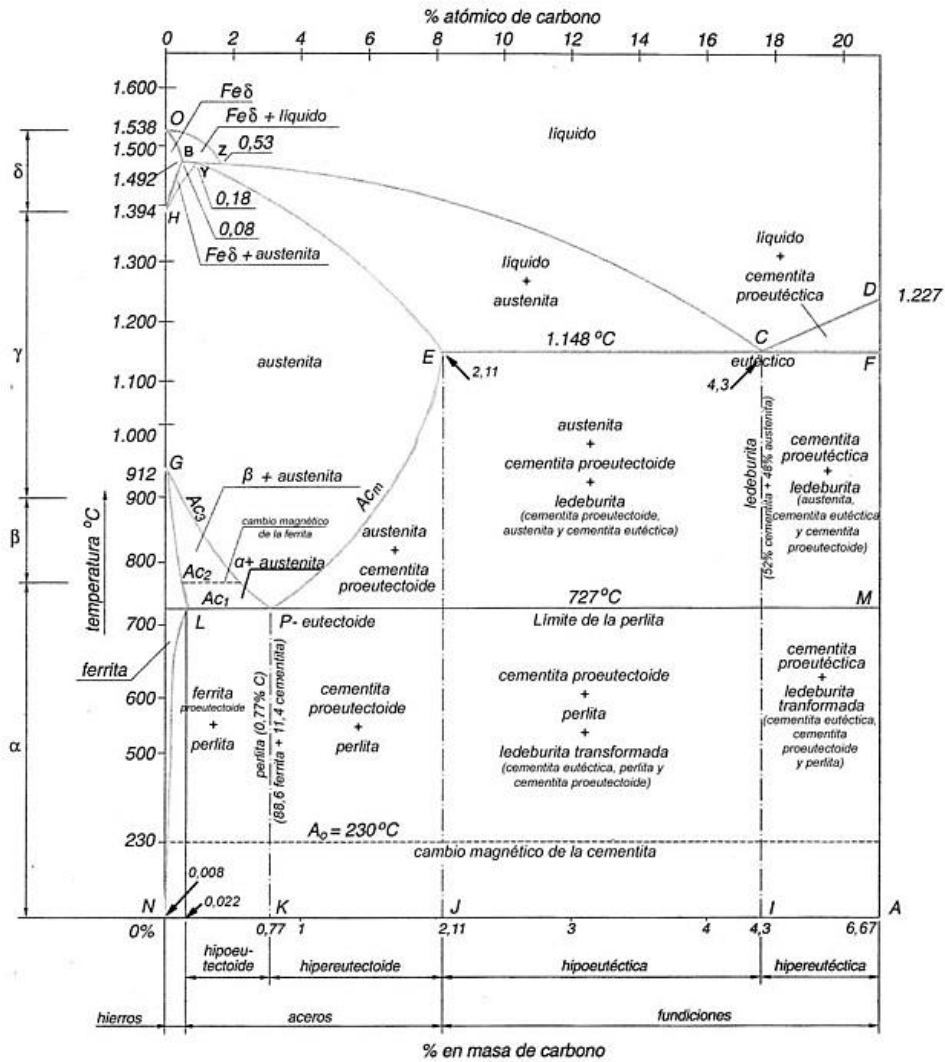 % atómico de carbono
0 2 4 6 8 10 12 14 16 18 20
1.600
Feδ
1.538
O
Feδ + líquido
líquido
1.500
B
Z
0,53
δ
1.492
Y
0,18
1.394
H
0,08
Feδ + austenita
líquido
+
cementita
proeutéctica
1.300
líquido
+
austenita
D
1.227
1.200
γ
1.148 ºC
C
E
eutéctico
F
austenita
2,11
4,3
1.100
1.000
austenita
+
cementita proeutectoide
+
ledeburita
(cementita proeutectoide,
austenita y cementita eutéctica)
ledeburita
(52% cementita + 48% austenita)
cementita
proeutéctica
+
ledeburita
(austenita,
cementita eutéctica
y cementita
proeutectoide)
G
912
900
β + austenita
Ac3
Acm
β
temperatura ºC
cambio magnético
de la ferrita
austenita
+
cementita
proeutectoide
800
Ac2
α+ austenita
Ac1
727ºC
M
700
L
P- eutectoide
Límite de la perlita
ferrita
600
ferrita
proeutectoide
+
perlita
perlita (0,77% C)
(88,6 ferrita + 11,4 cementita)
cementita
proeutectoide
+
perlita
cementita proeutectoide
+
perlita
+
ledeburita transformada
(cementita eutéctica, perlita y
cementita proeutectoide)
cementita
proeutéctica
+
ledeburita
tranformada
(cementita eutéctica,
cementita
proeutectoide
y perlita)
α
500
Ao = 230ºC
230
cambio magnético de la cementita
0,008
0,022
N K J I A
0% 0,77 1 2,11 3 4 4,3 6,67
hipoeu-
tectoide
hipereutectoide
hipoeutéctica
hipereutéctica
hierros
aceros
fundiciones
% en masa de carbono